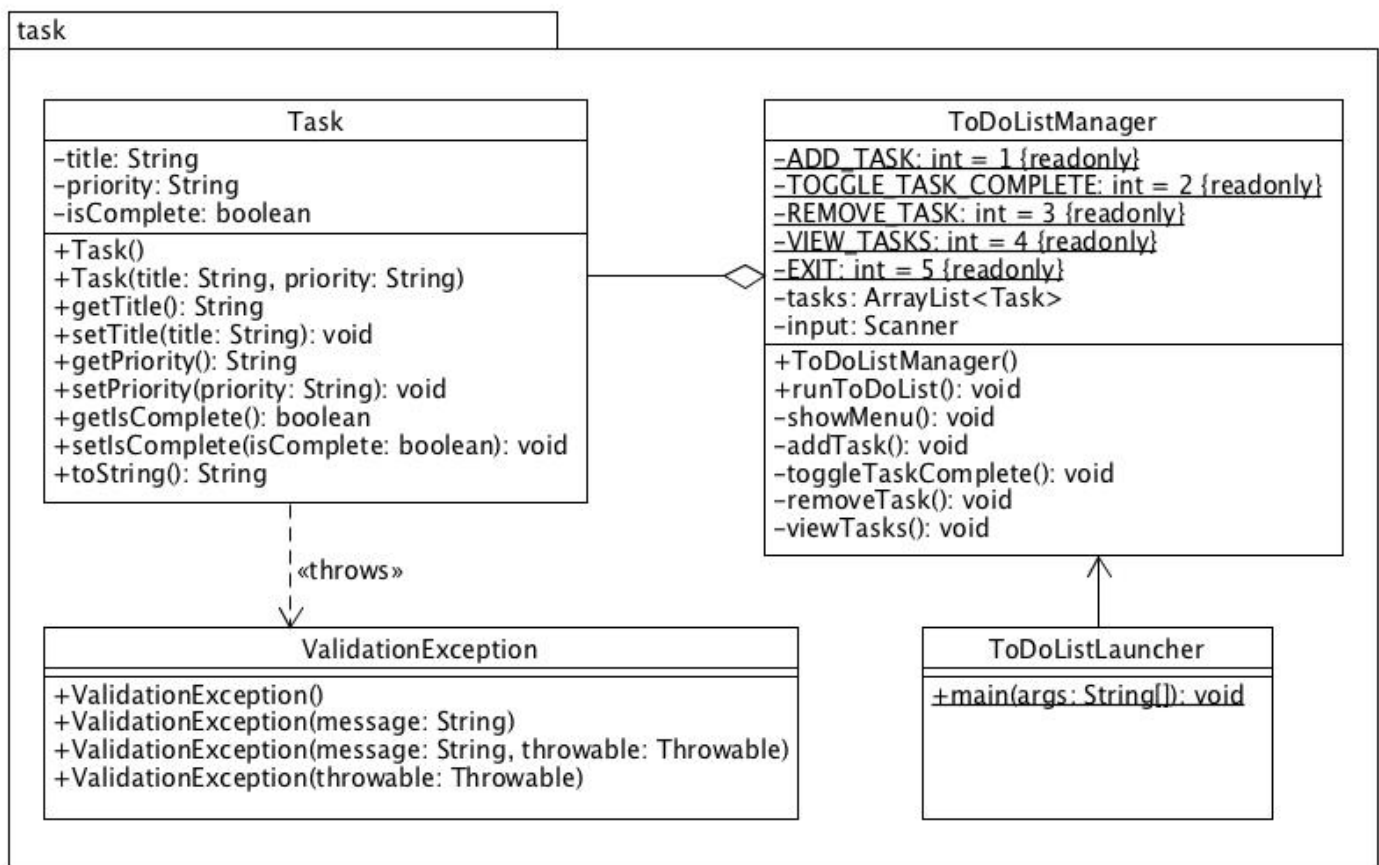 task
Task
-title: String
-priority: String
-isComplete: boolean
+Task()
+Task(title: String, priority: String)
+getTitle(): String
+setTitle(title: String): void
+getPriority(): String
+setPriority(priority: String): void
+getIsComplete(): boolean
+setIsComplete(isComplete: boolean): void
+toString(): String
ToDoListManager
-ADD_TASK: int = 1 {readonly}
-TOGGLE_TASK_COMPLETE: int = 2 {readonly}
-REMOVE_TASK: int = 3 {readonly}
-VIEW_TASKS: int = 4 {readonly}
-EXIT: int = 5 {readonly}
-tasks: ArrayList<Task>
-input: Scanner
+ToDoListManager()
+runToDoList(): void
-showMenu(): void
-addTask(): void
-toggleTaskComplete(): void
-removeTask(): void
-viewTasks(): void
«throws»
ValidationException
+ValidationException()
+ValidationException(message: String)
+ValidationException(message: String, throwable: Throwable)
+ValidationException(throwable: Throwable)
ToDoListLauncher
+main(args: String[]): void